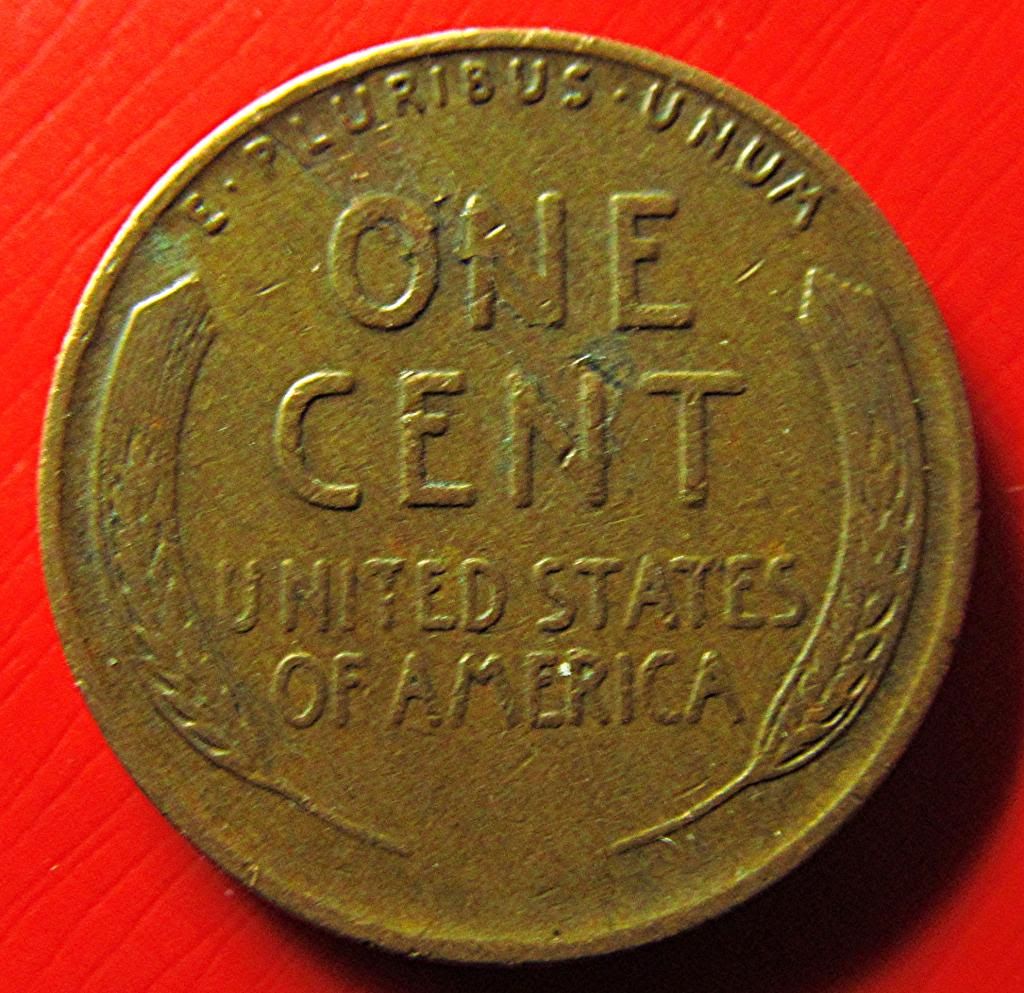 E·PLURIBUS·UNUM
ONE
CENT
UNITED STATES
OF AMERICA